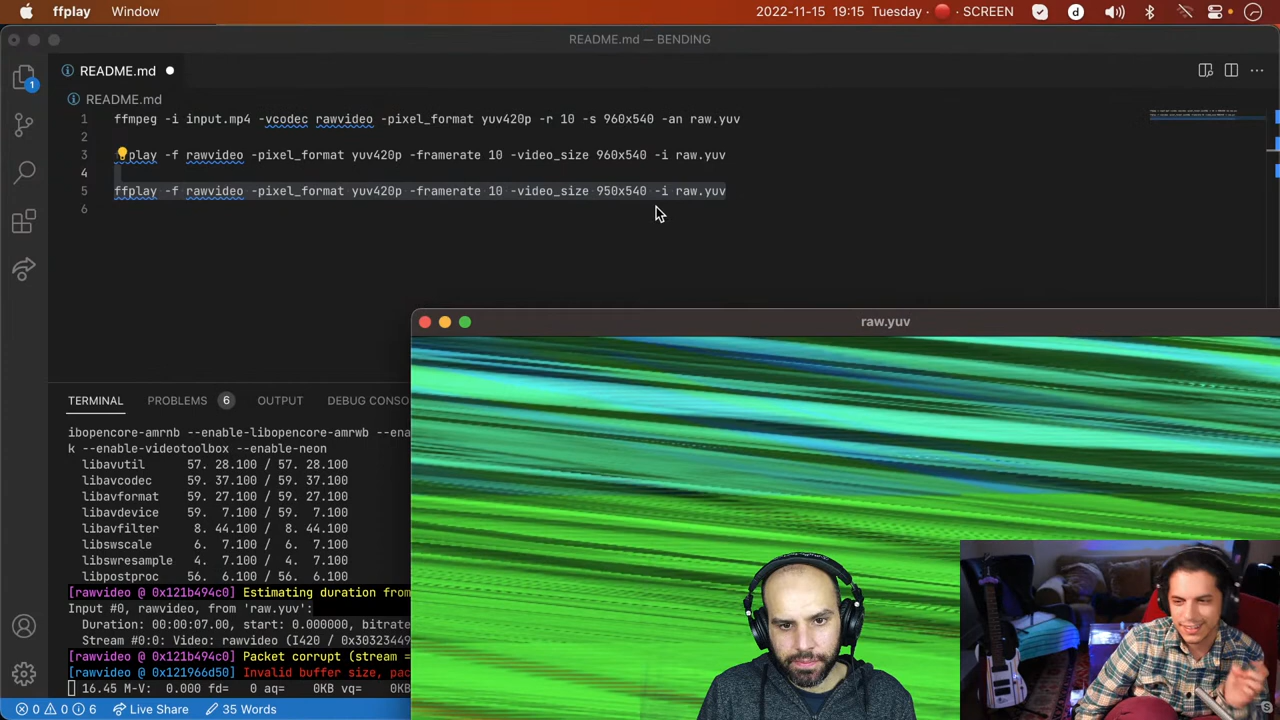 ffplay Window 2022-11-15 19:15 Tuesday SCREEN
README.md — BENDING
README.md
README.md
1 ffmpeg -i input.mp4 -vcodec rawvideo -pixel_format yuv420p -r 10 -s 960x540 -an raw.yuv
2
3 play -f rawvideo -pixel_format yuv420p -framerate 10 -video_size 960x540 -i raw.yuv
4
5 ffplay -f rawvideo -pixel_format yuv420p -framerate 10 -video_size 950x540 -i raw.yuv
6
raw.yuv
TERMINAL PROBLEMS 6 OUTPUT DEBUG CONSO
ibopencore-amrnb --enable-libopencore-amrwb --ena
k --enable-videotoolbox --enable-neon
libavutil 57. 28.100 / 57. 28.100
libavcodec 59. 37.100 / 59. 37.100
libavformat 59. 27.100 / 59. 27.100
libavdevice 59. 7.100 / 59. 7.100
libavfilter 8. 44.100 / 8. 44.100
libswscale 6. 7.100 / 6. 7.100
libswresample 4. 7.100 / 4. 7.100
libpostproc 56. 6.100 / 56. 6.100
[rawvideo @ 0x121b494c0] Estimating duration from
Input #0, rawvideo, from 'raw.yuv':
Duration: 00:00:07.00, start: 0.000000, bitrate
Stream #0:0: Video: rawvideo (I420 / 0x30323449
[rawvideo @ 0x121b494c0] Packet corrupt (stream =
[rawvideo @ 0x121966d50] Invalid buffer size, pac
16.45 M-V: 0.000 fd= 0 aq= 0KB vq= 0K
0 0 6 Live Share 35 Words